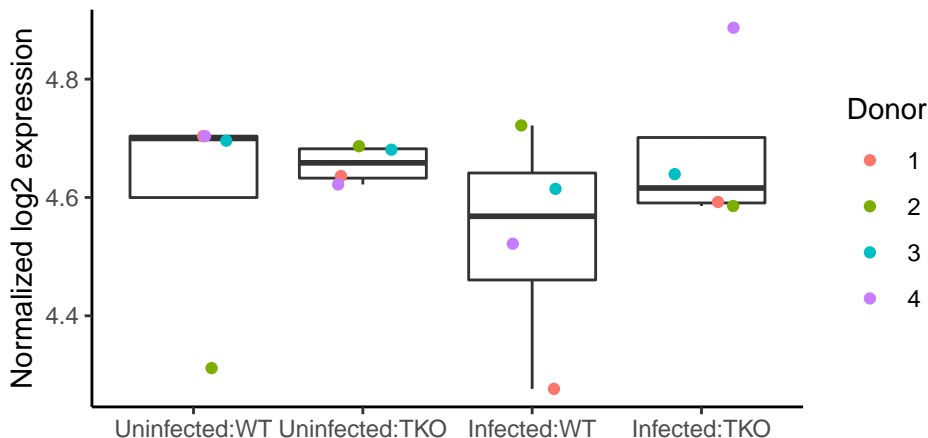 Normalized log2 expression
4.8
4.6
4.4
Uninfected:WT
Uninfected:TKO
Infected:WT
Infected:TKO
Donor
1
2
3
4